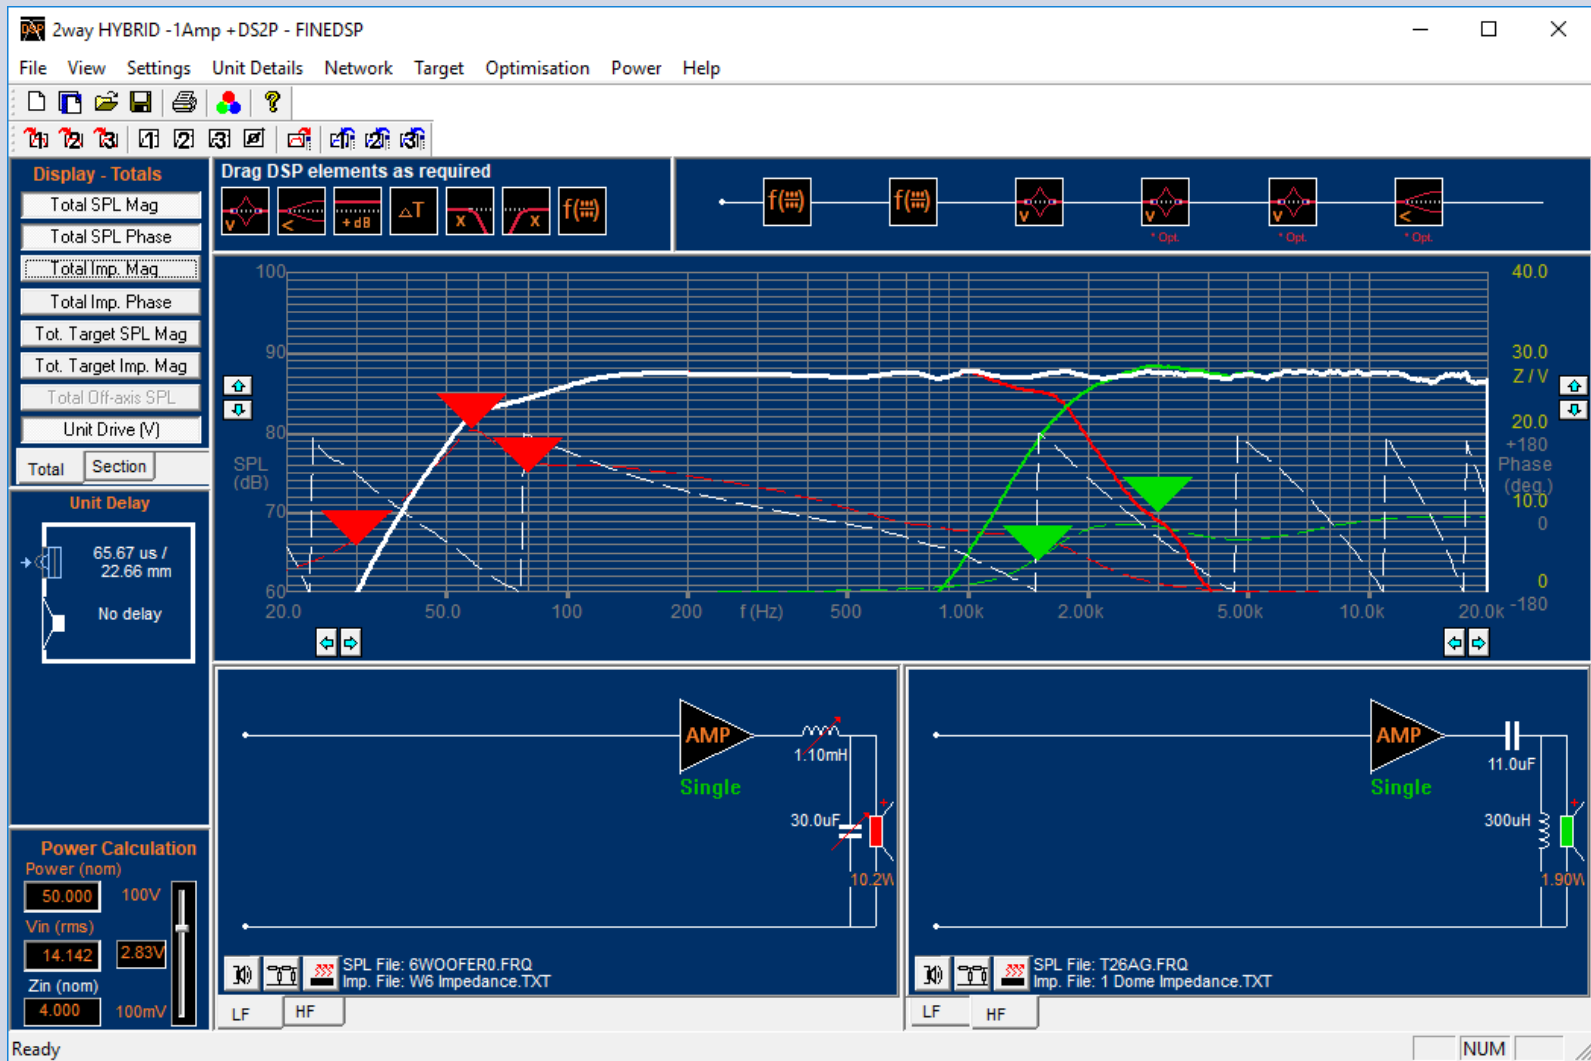 2way HYBRID -1Amp +DS2P - FINEDSP
File View Settings Unit Details Network Target Optimisation Power Help
Display - Totals
Total SPL Mag
Total SPL Phase
Total Imp. Mag
Total Imp. Phase
Tot. Target SPL Mag
Tot. Target Imp. Mag
Total Off-axis SPL
Unit Drive (V)
Total Section
Drag DSP elements as required
V < + dB ΔT X X f(⁝⁝⁝)
f(⁝⁝⁝) f(⁝⁝⁝) V V V <
* Opt. * Opt. * Opt.
100 40.0
90 30.0
Z / V
80 20.0
+180
SPL Phase
(dB) (deg.)
70 10.0
0
60 0
-180
20.0 50.0 100 200 f (Hz) 500 1.00k 2.00k 5.00k 10.0k 20.0k
Unit Delay
65.67 us /
22.66 mm
No delay
Power Calculation
Power (nom)
50.000 100V
Vin (rms)
14.142 2.83V
Zin (nom)
4.000 100mV
AMP
Single
1.10mH
30.0uF
10.2W
SPL File: 6WOOFER0.FRQ
Imp. File: W6 Impedance.TXT
LF HF
AMP
Single
11.0uF
300uH
1.90W
SPL File: T26AG.FRQ
Imp. File: 1 Dome Impedance.TXT
LF HF
Ready NUM